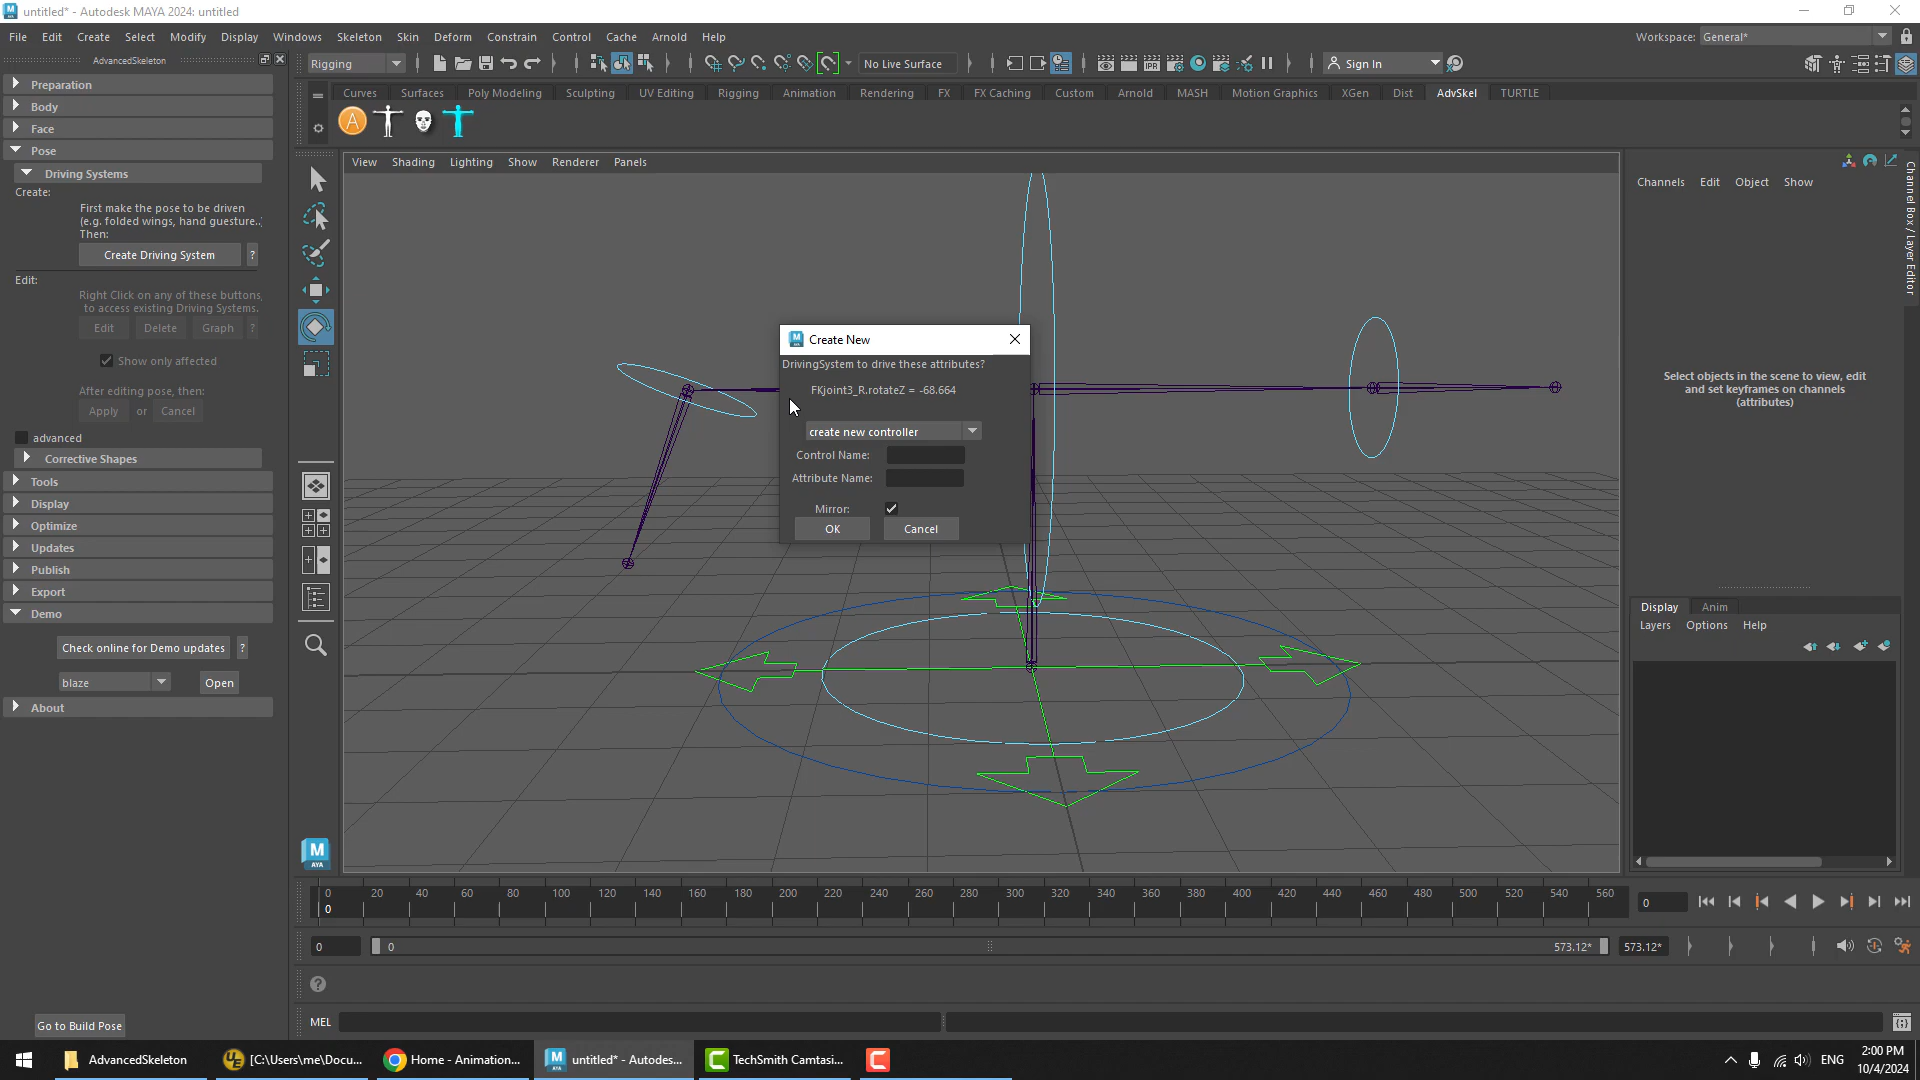 untitled* - Autodesk MAYA 2024: untitled
File Edit Create Select Modify Display Windows Skeleton Skin Deform Constrain Control Cache Arnold Help
Workspace: General*
AdvancedSkeleton
Rigging
No Live Surface
Sign In
Curves Surfaces Poly Modeling Sculpting UV Editing Rigging Animation Rendering FX FX Caching Custom Arnold MASH Motion Graphics XGen Dist AdvSkel TURTLE
Preparation
Body
Face
Pose
Driving Systems
Create:
First make the pose to be driven
(e.g. folded wings, hand guesture..
Then:
Create Driving System ?
Edit:
Right Click on any of these buttons,
to access existing Driving Systems.
Edit Delete Graph ?
Show only affected
After editing pose, then:
Apply or Cancel
advanced
Corrective Shapes
Tools
Display
Optimize
Updates
Publish
Export
Demo
Check online for Demo updates ?
blaze Open
About
Go to Build Pose
View Shading Lighting Show Renderer Panels
Create New
DrivingSystem to drive these attributes?
FKjoint3_R.rotateZ = -68.664
create new controller
Control Name:
Attribute Name:
Mirror:
OK Cancel
Channels Edit Object Show
Channel Box / Layer Editor
Select objects in the scene to view, edit
and set keyframes on channels
(attributes)
Display Anim
Layers Options Help
0 20 40 60 80 100 120 140 160 180 200 220 240 260 280 300 320 340 360 380 400 420 440 460 480 500 520 540 560
0
0
0 0 573.12* 573.12*
MEL
AdvancedSkeleton
[C:\Users\me\Docu...
Home - Animation...
untitled* - Autodes...
TechSmith Camtasi...
ENG
2:00 PM
10/4/2024